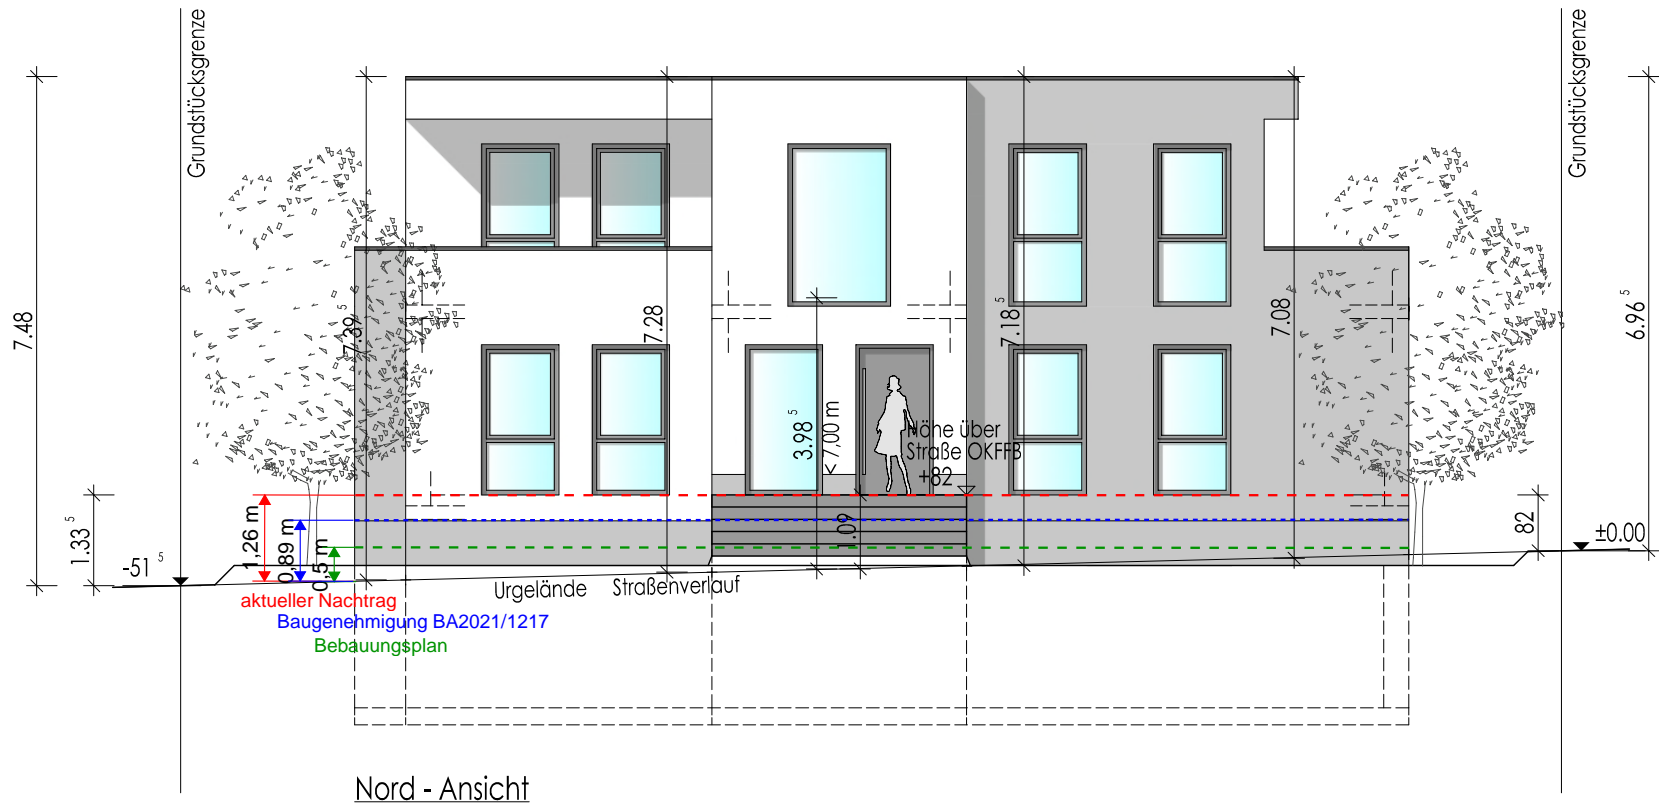 Grundstücksgrenze
Grundstücksgrenze
7.48
7.39 5
7.28
7.18 5
7.08
6.96 5
3.98 5
< 7,00 m
Höhe über
Straße OKFFB
+82
1.33 5
1,26 m
0,89 m
0,5 m
1.09
82
-51 5
±0.00
Urgelände Straßenverlauf
aktueller Nachtrag
Baugenehmigung BA2021/1217
Bebauungsplan
Nord - Ansicht